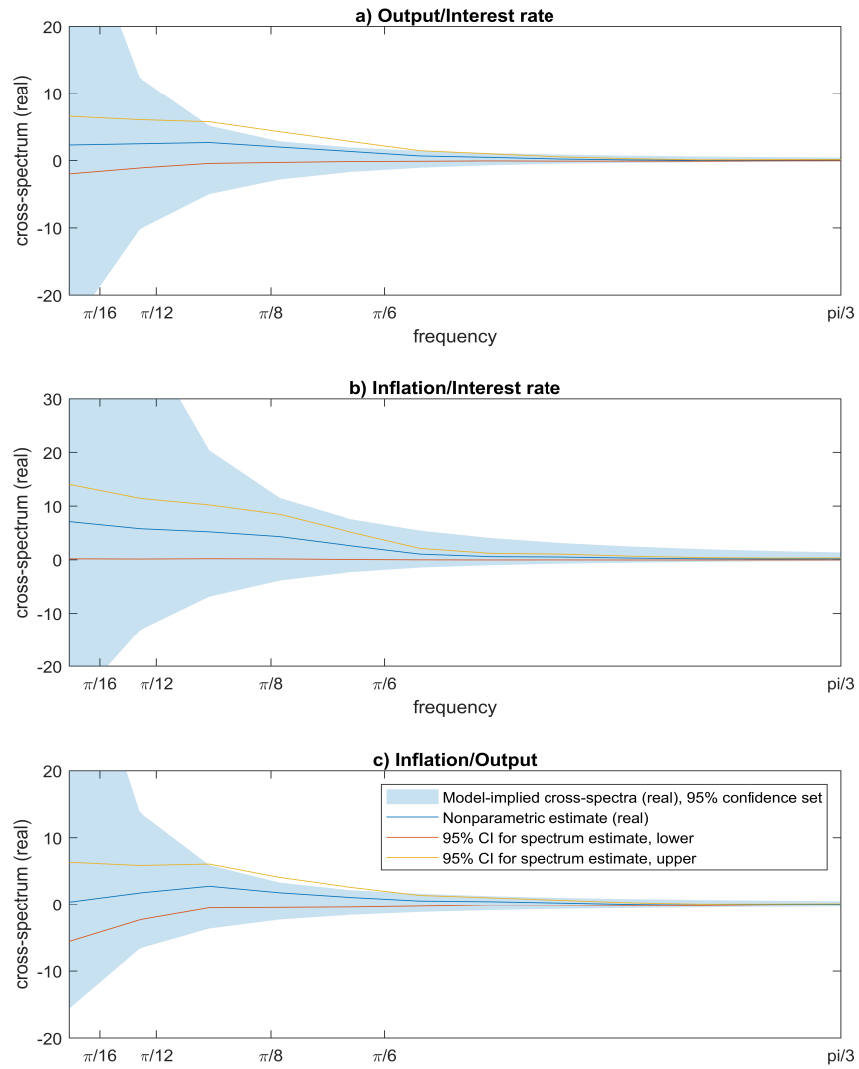 a) Output/Interest rate
20
10
0
-10
-20
cross-spectrum (real)
π/16 π/12 π/8 π/6 pi/3
frequency
b) Inflation/Interest rate
30
20
10
0
-10
-20
cross-spectrum (real)
π/16 π/12 π/8 π/6 pi/3
frequency
c) Inflation/Output
20
10
0
-10
-20
cross-spectrum (real)
Model-implied cross-spectra (real), 95% confidence set
Nonparametric estimate (real)
95% CI for spectrum estimate, lower
95% CI for spectrum estimate, upper
π/16 π/12 π/8 π/6 pi/3